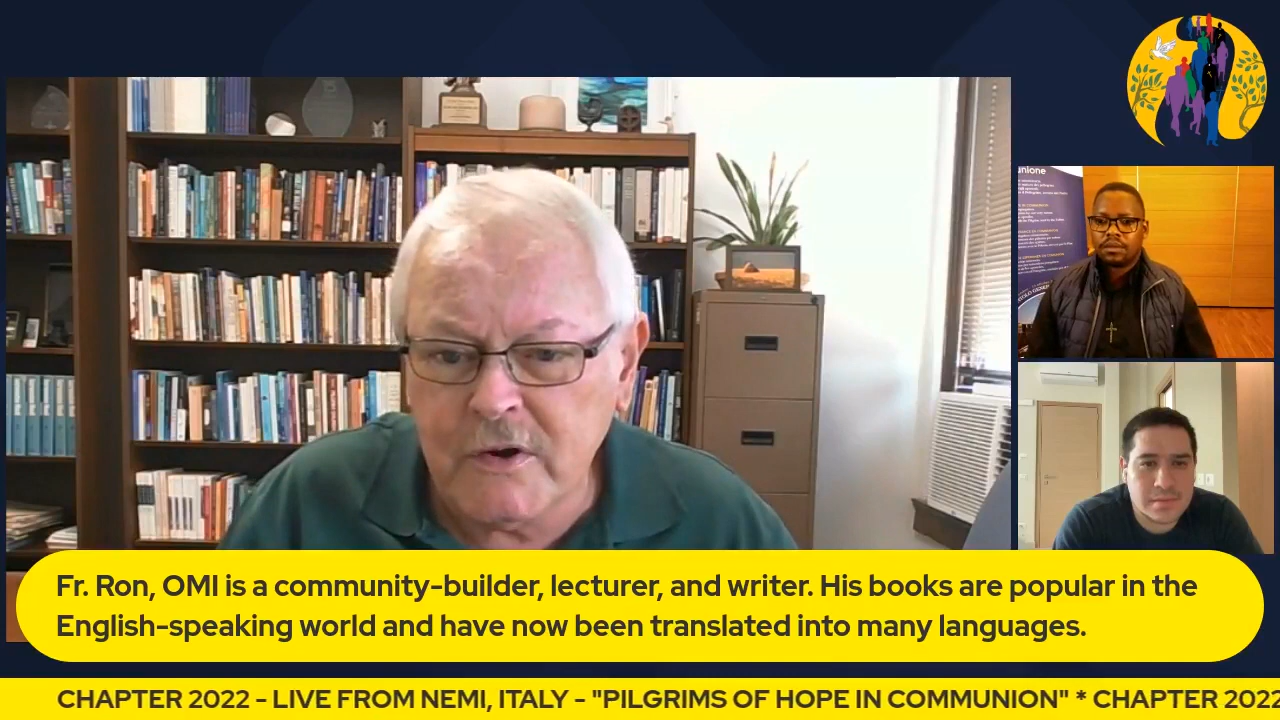 unione
Fr. Ron, OMI is a community-builder, lecturer, and writer. His books are popular in the
English-speaking world and have now been translated into many languages.
CHAPTER 2022 - LIVE FROM NEMI, ITALY - "PILGRIMS OF HOPE IN COMMUNION" * CHAPTER 2022